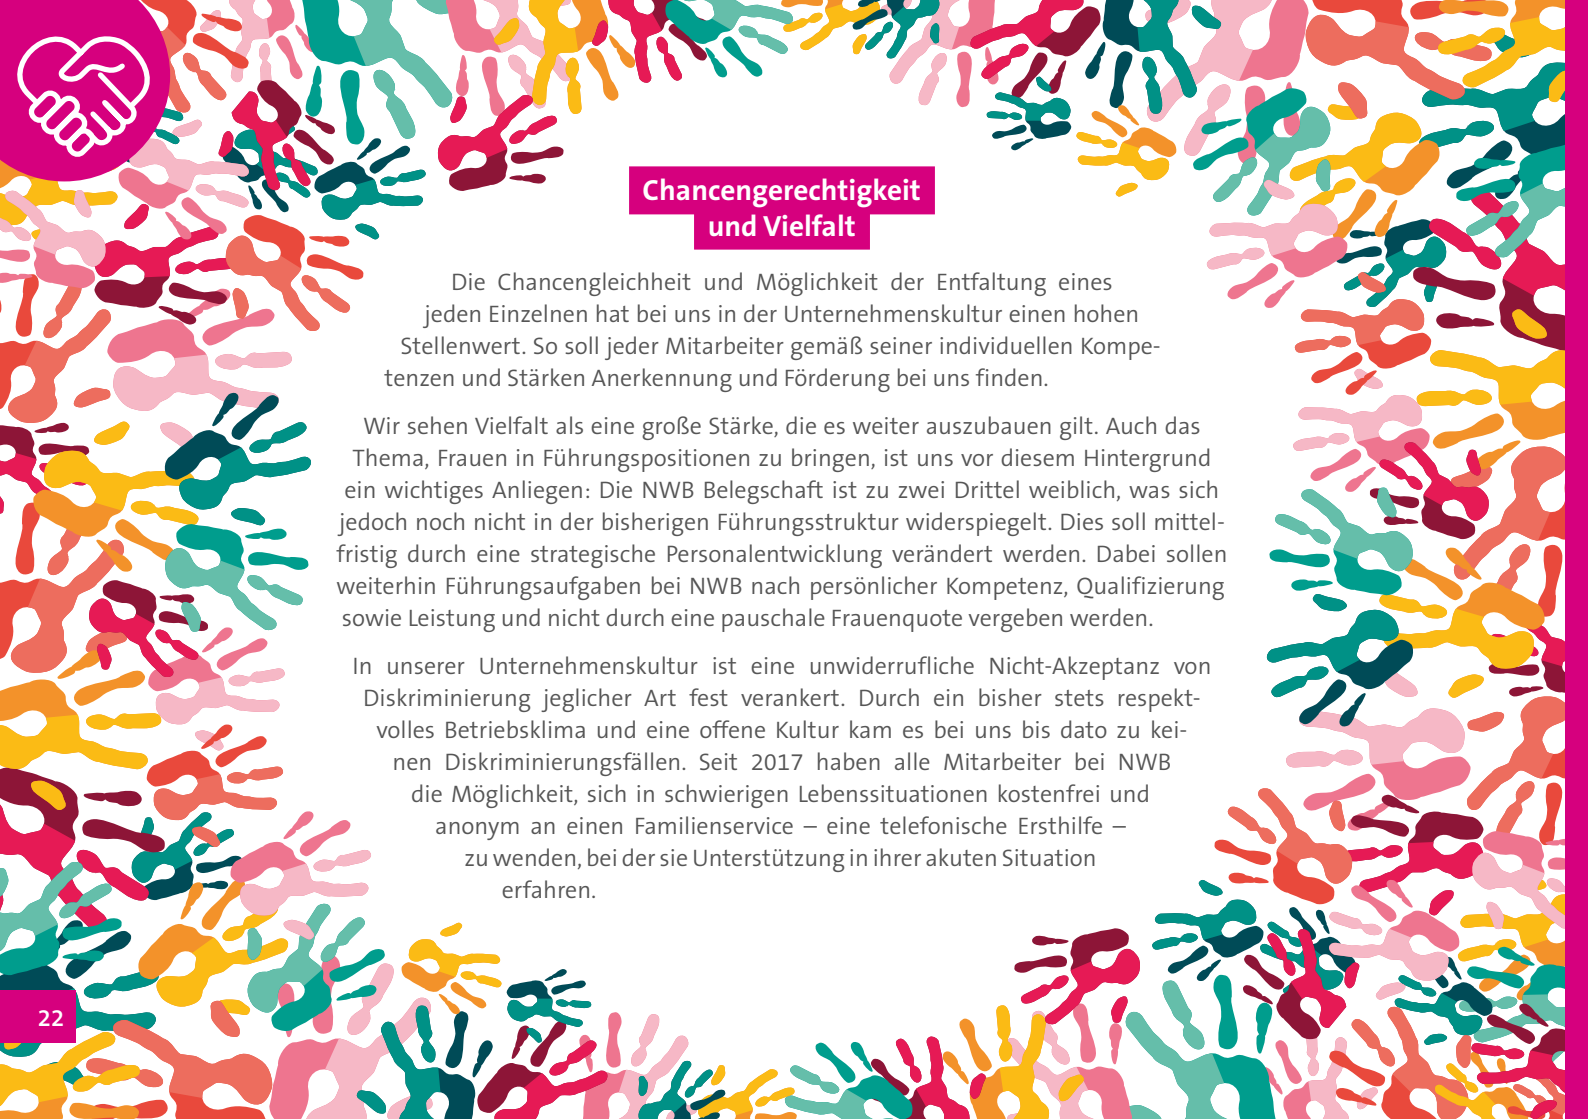 Chancengerechtigkeit
und Vielfalt
Die Chancengleichheit und Möglichkeit der Entfaltung eines
jeden Einzelnen hat bei uns in der Unternehmenskultur einen hohen
Stellenwert. So soll jeder Mitarbeiter gemäß seiner individuellen Kompe-
tenzen und Stärken Anerkennung und Förderung bei uns finden.
Wir sehen Vielfalt als eine große Stärke, die es weiter auszubauen gilt. Auch das
Thema, Frauen in Führungspositionen zu bringen, ist uns vor diesem Hintergrund
ein wichtiges Anliegen: Die NWB Belegschaft ist zu zwei Drittel weiblich, was sich
jedoch noch nicht in der bisherigen Führungsstruktur widerspiegelt. Dies soll mittel-
fristig durch eine strategische Personalentwicklung verändert werden. Dabei sollen
weiterhin Führungsaufgaben bei NWB nach persönlicher Kompetenz, Qualifizierung
sowie Leistung und nicht durch eine pauschale Frauenquote vergeben werden.
In unserer Unternehmenskultur ist eine unwiderrufliche Nicht-Akzeptanz von
Diskriminierung jeglicher Art fest verankert. Durch ein bisher stets respekt-
volles Betriebsklima und eine offene Kultur kam es bei uns bis dato zu kei-
nen Diskriminierungsfällen. Seit 2017 haben alle Mitarbeiter bei NWB
die Möglichkeit, sich in schwierigen Lebenssituationen kostenfrei und
anonym an einen Familienservice – eine telefonische Ersthilfe –
zu wenden, bei der sie Unterstützung in ihrer akuten Situation
erfahren.
22